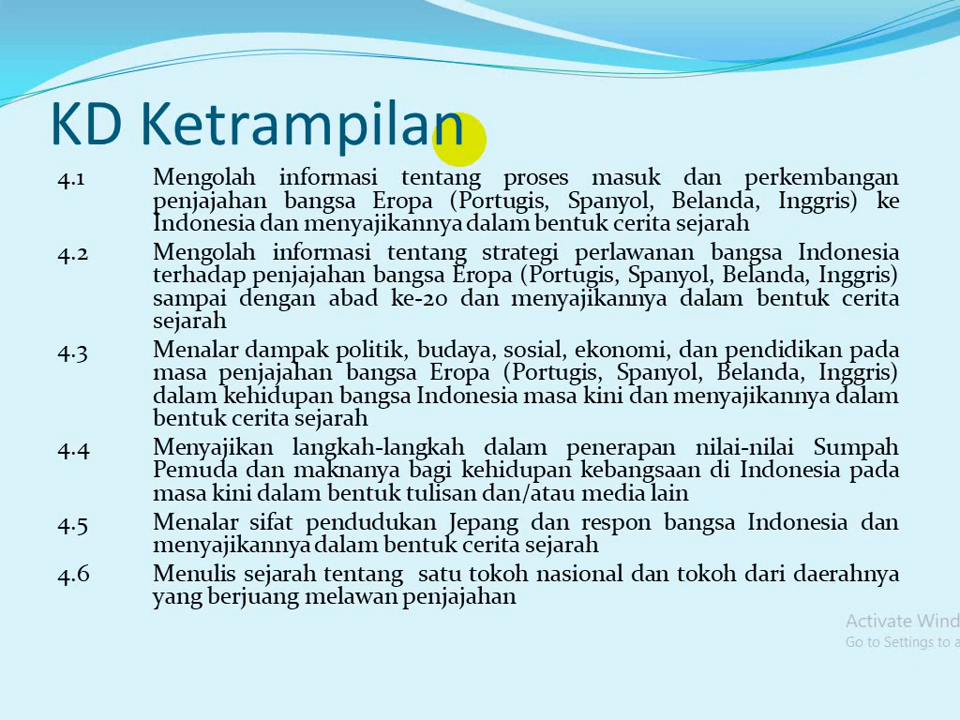 KD Ketrampilan
4.1 Mengolah informasi tentang proses masuk dan perkembangan
penjajahan bangsa Eropa (Portugis, Spanyol, Belanda, Inggris) ke
Indonesia dan menyajikannya dalam bentuk cerita sejarah
4.2 Mengolah informasi tentang strategi perlawanan bangsa Indonesia
terhadap penjajahan bangsa Eropa (Portugis, Spanyol, Belanda, Inggris)
sampai dengan abad ke-20 dan menyajikannya dalam bentuk cerita
sejarah
4.3 Menalar dampak politik, budaya, sosial, ekonomi, dan pendidikan pada
masa penjajahan bangsa Eropa (Portugis, Spanyol, Belanda, Inggris)
dalam kehidupan bangsa Indonesia masa kini dan menyajikannya dalam
bentuk cerita sejarah
4.4 Menyajikan langkah-langkah dalam penerapan nilai-nilai Sumpah
Pemuda dan maknanya bagi kehidupan kebangsaan di Indonesia pada
masa kini dalam bentuk tulisan dan/atau media lain
4.5 Menalar sifat pendudukan Jepang dan respon bangsa Indonesia dan
menyajikannya dalam bentuk cerita sejarah
4.6 Menulis sejarah tentang satu tokoh nasional dan tokoh dari daerahnya
yang berjuang melawan penjajahan
Activate Wind
Go to Settings to a